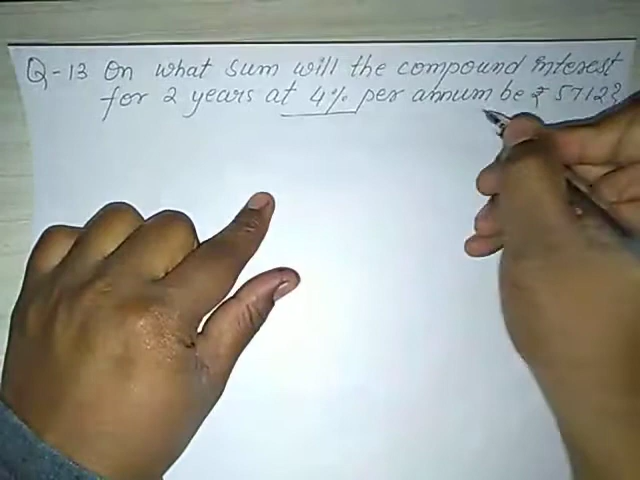 Q-13 On what sum will the compound interest
for 2 years at 4% per annum be ₹ 5712?